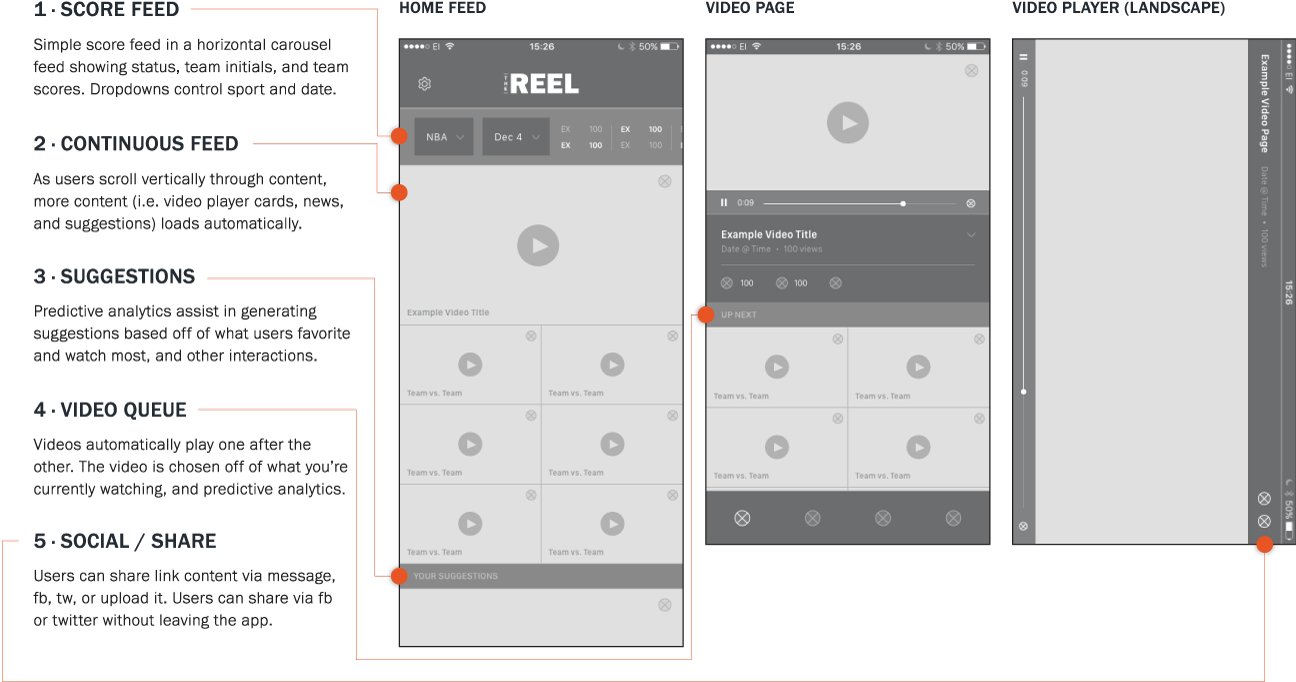 1 · SCORE FEED
Simple score feed in a horizontal carousel
feed showing status, team initials, and team
scores. Dropdowns control sport and date.
2 · CONTINUOUS FEED
As users scroll vertically through content,
more content (i.e. video player cards, news,
and suggestions) loads automatically.
3 · SUGGESTIONS
Predictive analytics assist in generating
suggestions based off of what users favorite
and watch most, and other interactions.
4 · VIDEO QUEUE
Videos automatically play one after the
other. The video is chosen off of what you’re
currently watching, and predictive analytics.
5 · SOCIAL / SHARE
Users can share link content via message,
fb, tw, or upload it. Users can share via fb
or twitter without leaving the app.
HOME FEED
EI 15:26 50%
THE REEL
NBA Dec 4
EX 100 EX 100
EX 100 EX 100
Example Video Title
Team vs. Team Team vs. Team
Team vs. Team Team vs. Team
Team vs. Team Team vs. Team
YOUR SUGGESTIONS
VIDEO PAGE
EI 15:26 50%
0:09
Example Video Title
Date @ Time • 100 views
100 100
UP NEXT
Team vs. Team Team vs. Team
Team vs. Team Team vs. Team
VIDEO PLAYER (LANDSCAPE)
EI 15:26 50%
Example Video Page Date @ Time • 100 views
0:09